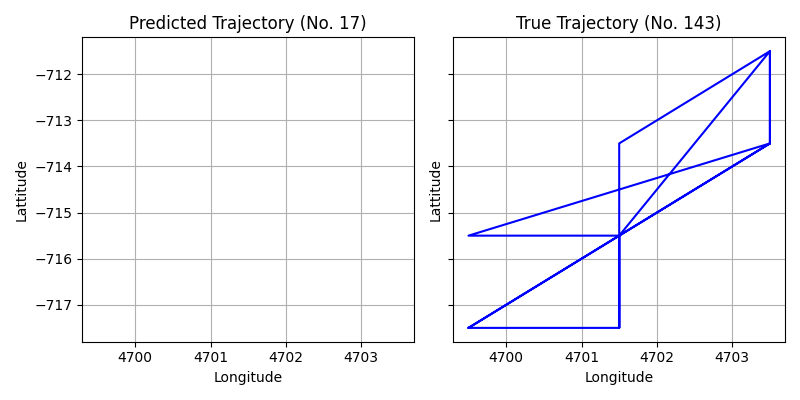 Predicted Trajectory (No. 17)
True Trajectory (No. 143)
−712
−713
−714
−715
−716
−717
Lattitude
4700 4701 4702 4703
Longitude
Lattitude
4700 4701 4702 4703
Longitude